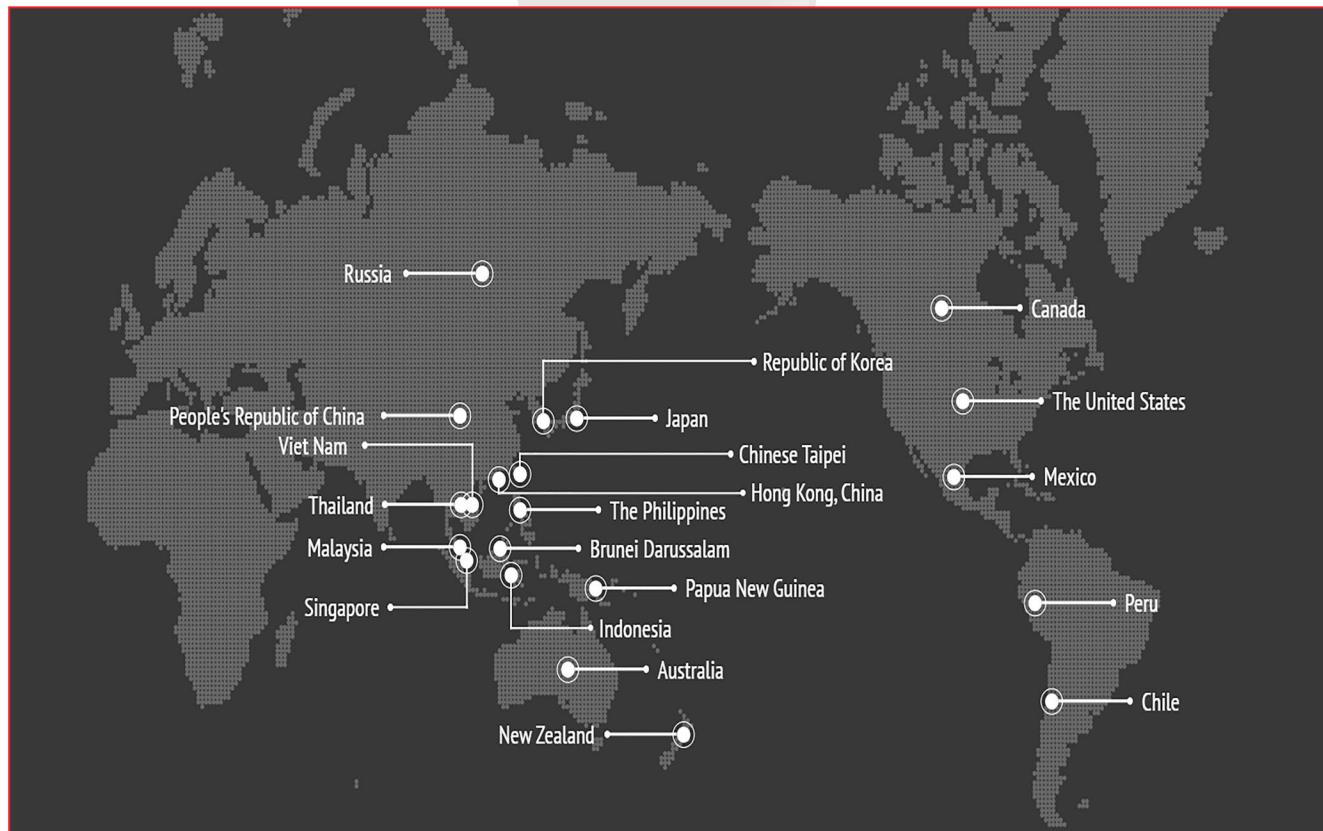 Russia
Canada
Republic of Korea
The United States
People's Republic of China
Japan
Viet Nam
Chinese Taipei
Mexico
Hong Kong, China
Thailand
The Philippines
Malaysia
Brunei Darussalam
Papua New Guinea
Singapore
Peru
Indonesia
Australia
Chile
New Zealand